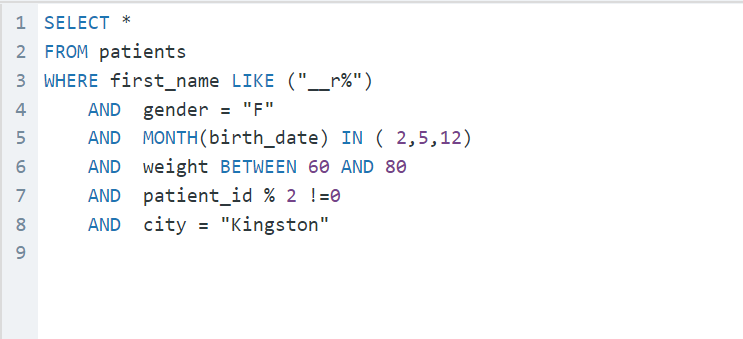 1 SELECT *
2 FROM patients
3 WHERE first_name LIKE ("__r%")
4 AND gender = "F"
5 AND MONTH(birth_date) IN ( 2,5,12)
6 AND weight BETWEEN 60 AND 80
7 AND patient_id % 2 !=0
8 AND city = "Kingston"
9